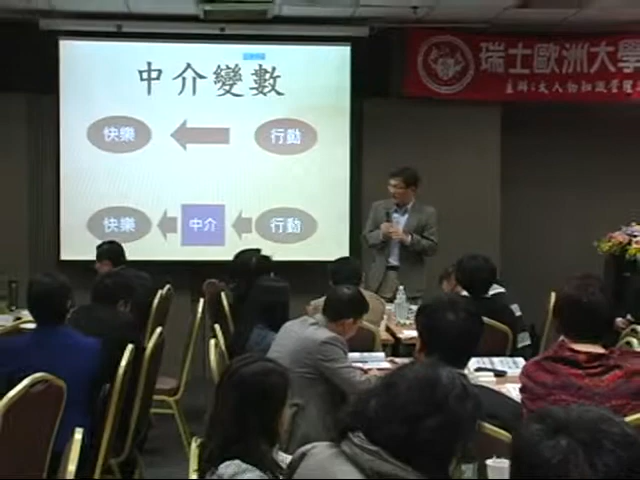 中介變數
快樂
行動
快樂
中介
行動
瑞士歐洲大學